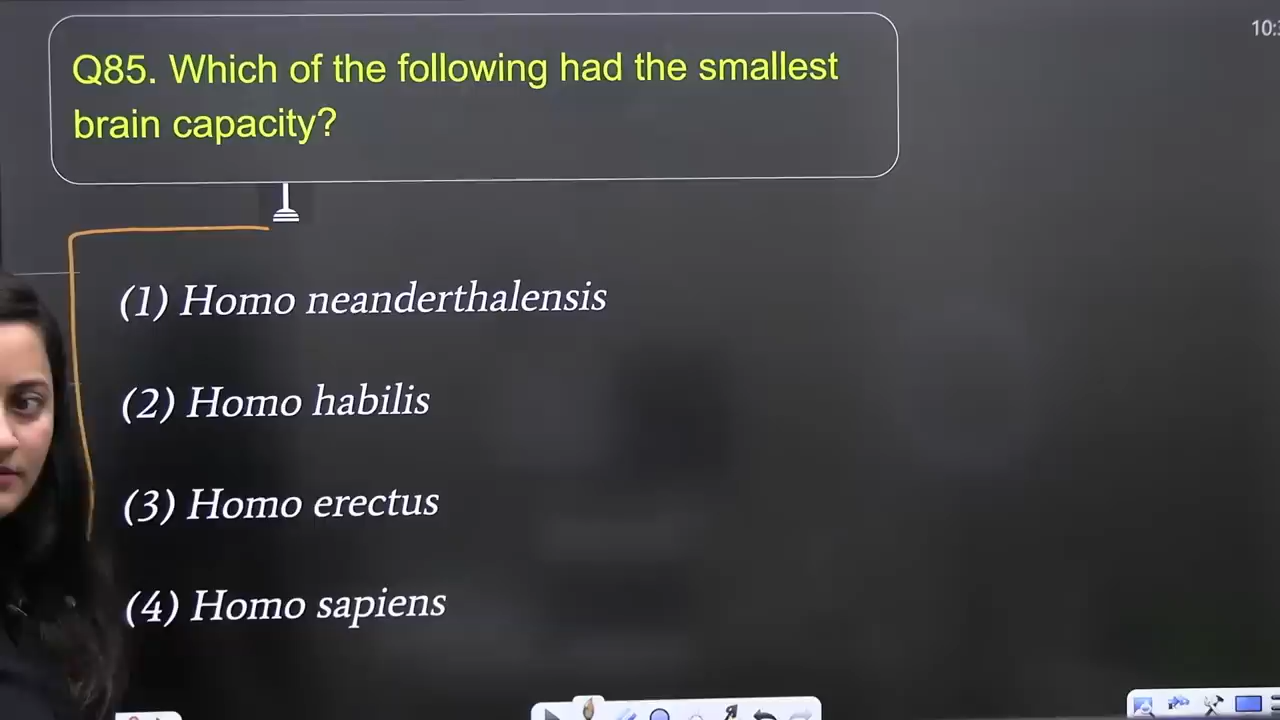 10:
Q85. Which of the following had the smallest
brain capacity?
(1) Homo neanderthalensis
(2) Homo habilis
(3) Homo erectus
(4) Homo sapiens